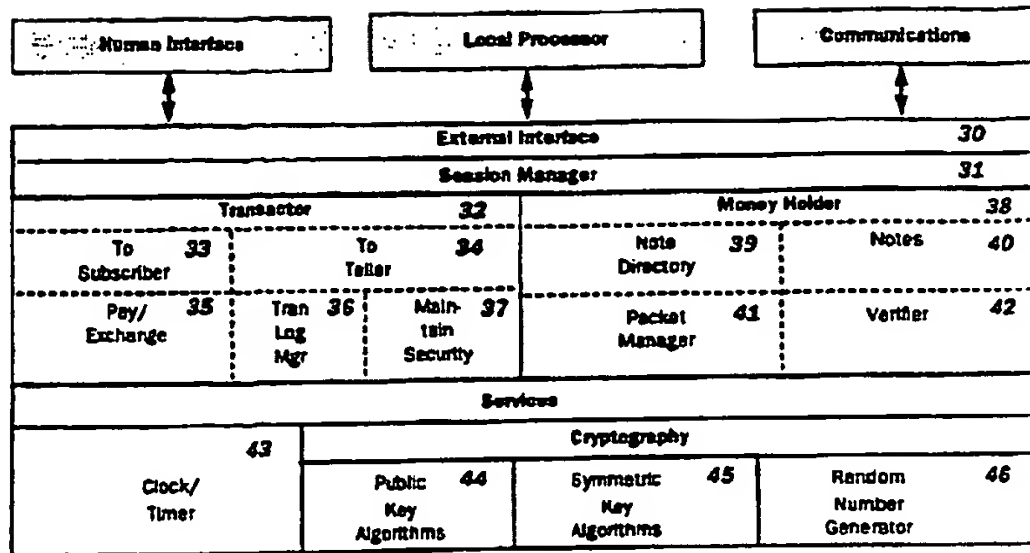 Human Interface
Local Processor
Communications
External Interface 30
Session Manager 31
Transactor 32
Money Holder 38
To Subscriber 33
To Teller 34
Note Directory 39
Notes 40
Pay/ Exchange 35
Tran Log Mgr 36
Main- tain Security 37
Packet Manager 41
Verifier 42
Services
43
Clock/ Timer
Cryptography
Public Key Algorithms 44
Symmetric Key Algorithms 45
Random Number Generator 46